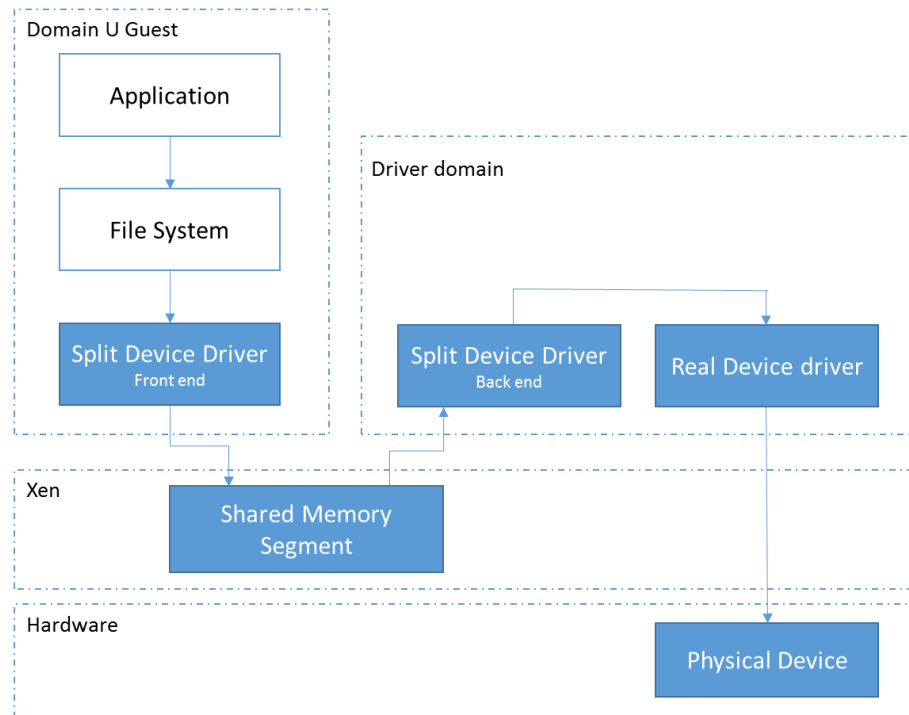 Domain U Guest
Application
File System
Split Device Driver
Front end
Driver domain
Split Device Driver
Back end
Real Device driver
Xen
Shared Memory
Segment
Hardware
Physical Device